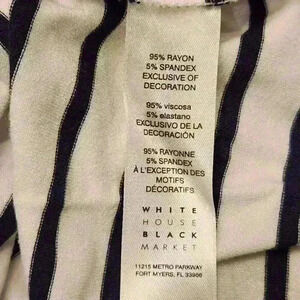 95% RAYON
5% SPANDEX
EXCLUSIVE OF
DECORATION
95% viscosa
5% elastano
EXCLUSIVO DE LA
DECORACIÓN
95% RAYONNE
5% SPANDEX
À L'EXCEPTION DES
MOTIFS
DÉCORATIFS
WHITE
HOUSE
BLACK
MARKET
11215 METRO PARKWAY
FORT MYERS, FL 33966